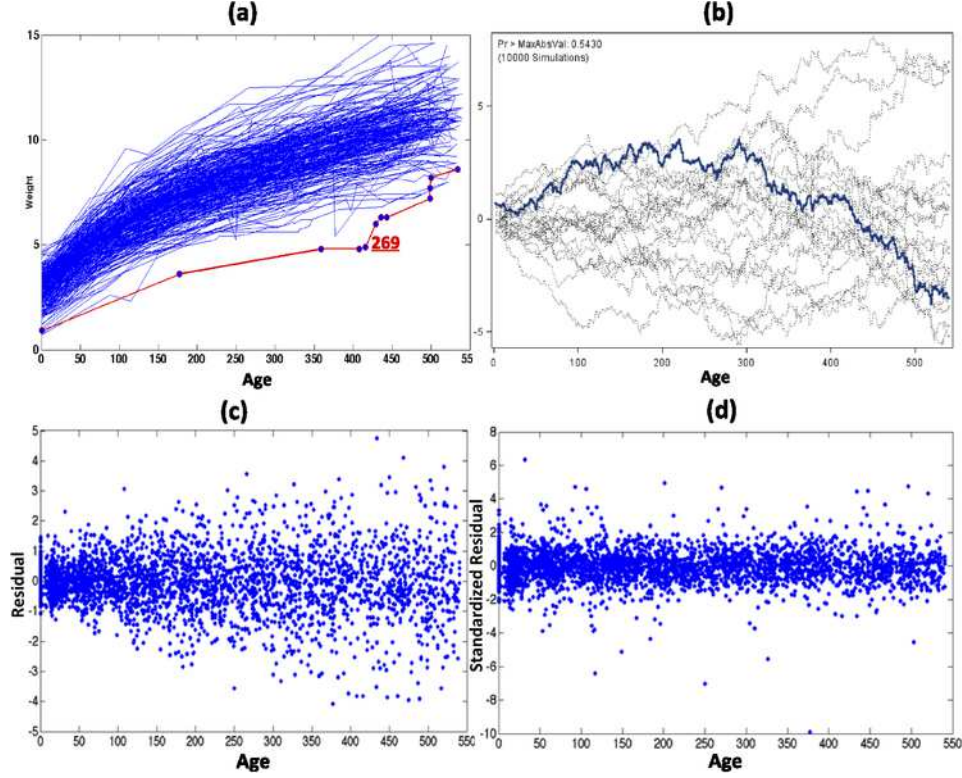 (a)
15
10
5
0
Weight
269
0 50 100 150 200 250 300 350 400 450 500 55
Age
(b)
Pr > MaxAbsVal: 0.5430
(10000 Simulations)
5
0
-5
0 100 200 300 400 500
Age
(c)
5
4
3
2
1
0
-1
-2
-3
-4
-5
Residual
0 50 100 150 200 250 300 350 400 450 500 550
Age
(d)
8
6
4
2
0
-2
-4
-6
-8
-10
Standardized Residual
0 50 100 150 200 250 300 350 400 450 500 550
Age